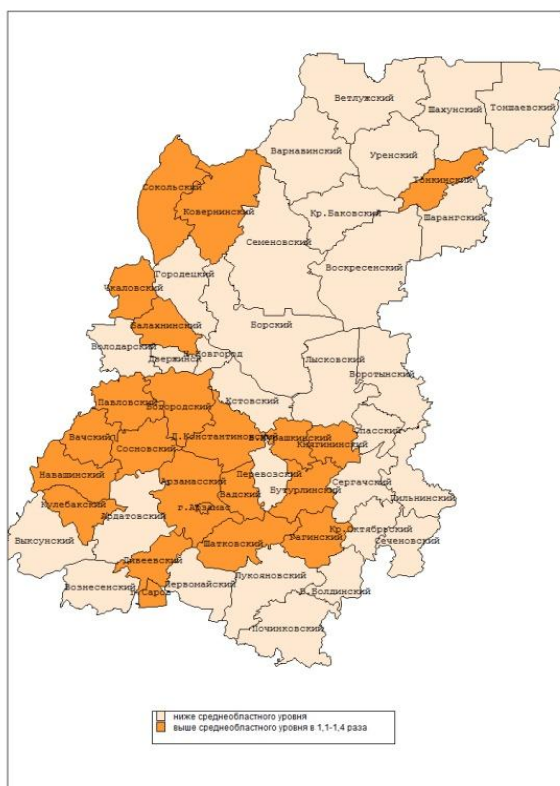 Ветлужский
Шахунский
Тоншаевский
Варнавинский
Уренский
Тонкинский
Сокольский
Ковернинский
Кр.Баковский
Шарангский
Семеновский
Воскресенский
Городецкий
Чкаловский
Балахнинский
Борский
Володарский
Дзержинск
Н.Новгород
Лысковский
Воротынский
Павловский
Богородский
Кстовский
Спасский
Вачский
Сосновский
Д.Константиновский
Княгининский
Навашинский
Арзамасский
Перевозский
Сергачский
Кулебакский
Вадский
Бутурлинский
Пильнинский
г.Арзамас
Ардатовский
Выксунский
Шатковский
Гагинский
Кр.Октябрьский
Сеченовский
Дивеевский
Вознесенский
г.Саров
Первомайский
Лукояновский
Б.Болдинский
Починковский
ниже среднеобластного уровня
выше среднеобластного уровня в 1,1-1,4 раза